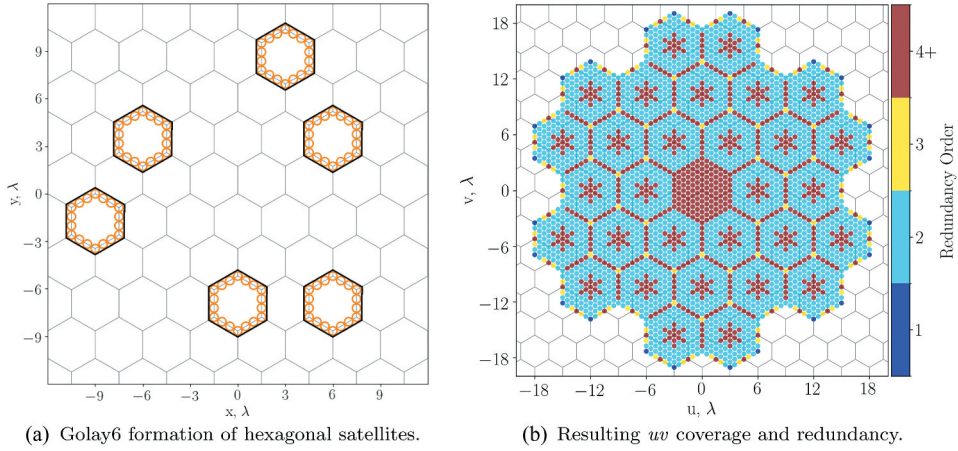 y, λ
9
6
3
0
−3
−6
−9
−9 −6 −3 0 3 6 9
x, λ
(a) Golay6 formation of hexagonal satellites.
v, λ
18
12
6
0
−6
−12
−18
−18 −12 −6 0 6 12 18
u, λ
4+
3
2
1
Redundancy Order
(b) Resulting uv coverage and redundancy.